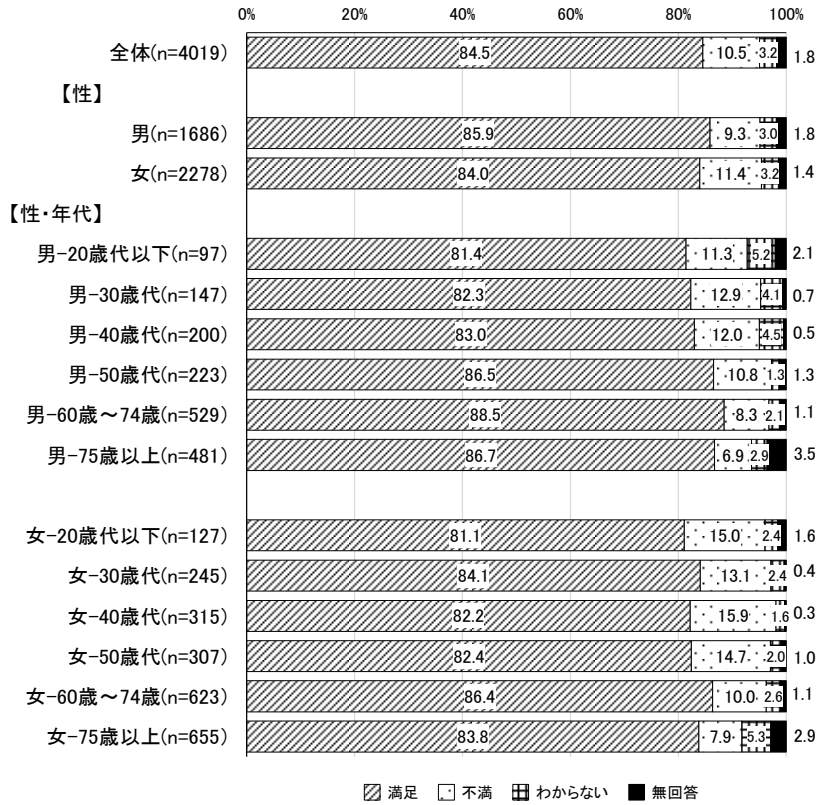 0% 20% 40% 60% 80% 100%
全体(n=4019) 84.5 10.5 3.2 1.8
【性】
男(n=1686) 85.9 9.3 3.0 1.8
女(n=2278) 84.0 11.4 3.2 1.4
【性・年代】
男-20歳代以下(n=97) 81.4 11.3 5.2 2.1
男-30歳代(n=147) 82.3 12.9 4.1 0.7
男-40歳代(n=200) 83.0 12.0 4.5 0.5
男-50歳代(n=223) 86.5 10.8 1.3 1.3
男-60歳～74歳(n=529) 88.5 8.3 2.1 1.1
男-75歳以上(n=481) 86.7 6.9 2.9 3.5
女-20歳代以下(n=127) 81.1 15.0 2.4 1.6
女-30歳代(n=245) 84.1 13.1 2.4 0.4
女-40歳代(n=315) 82.2 15.9 1.6 0.3
女-50歳代(n=307) 82.4 14.7 2.0 1.0
女-60歳～74歳(n=623) 86.4 10.0 2.6 1.1
女-75歳以上(n=655) 83.8 7.9 5.3 2.9
満足 不満 わからない 無回答